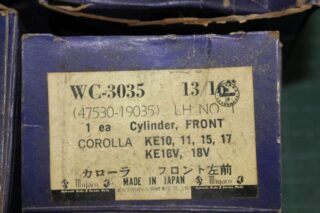 WC-3035 13/16"
(47530-19035) LH NO
1 ea Cylinder, FRONT
COROLLA KE10, 11, 15, 17
KE16V, 18V
カローラ フロント左前
MADE IN JAPAN